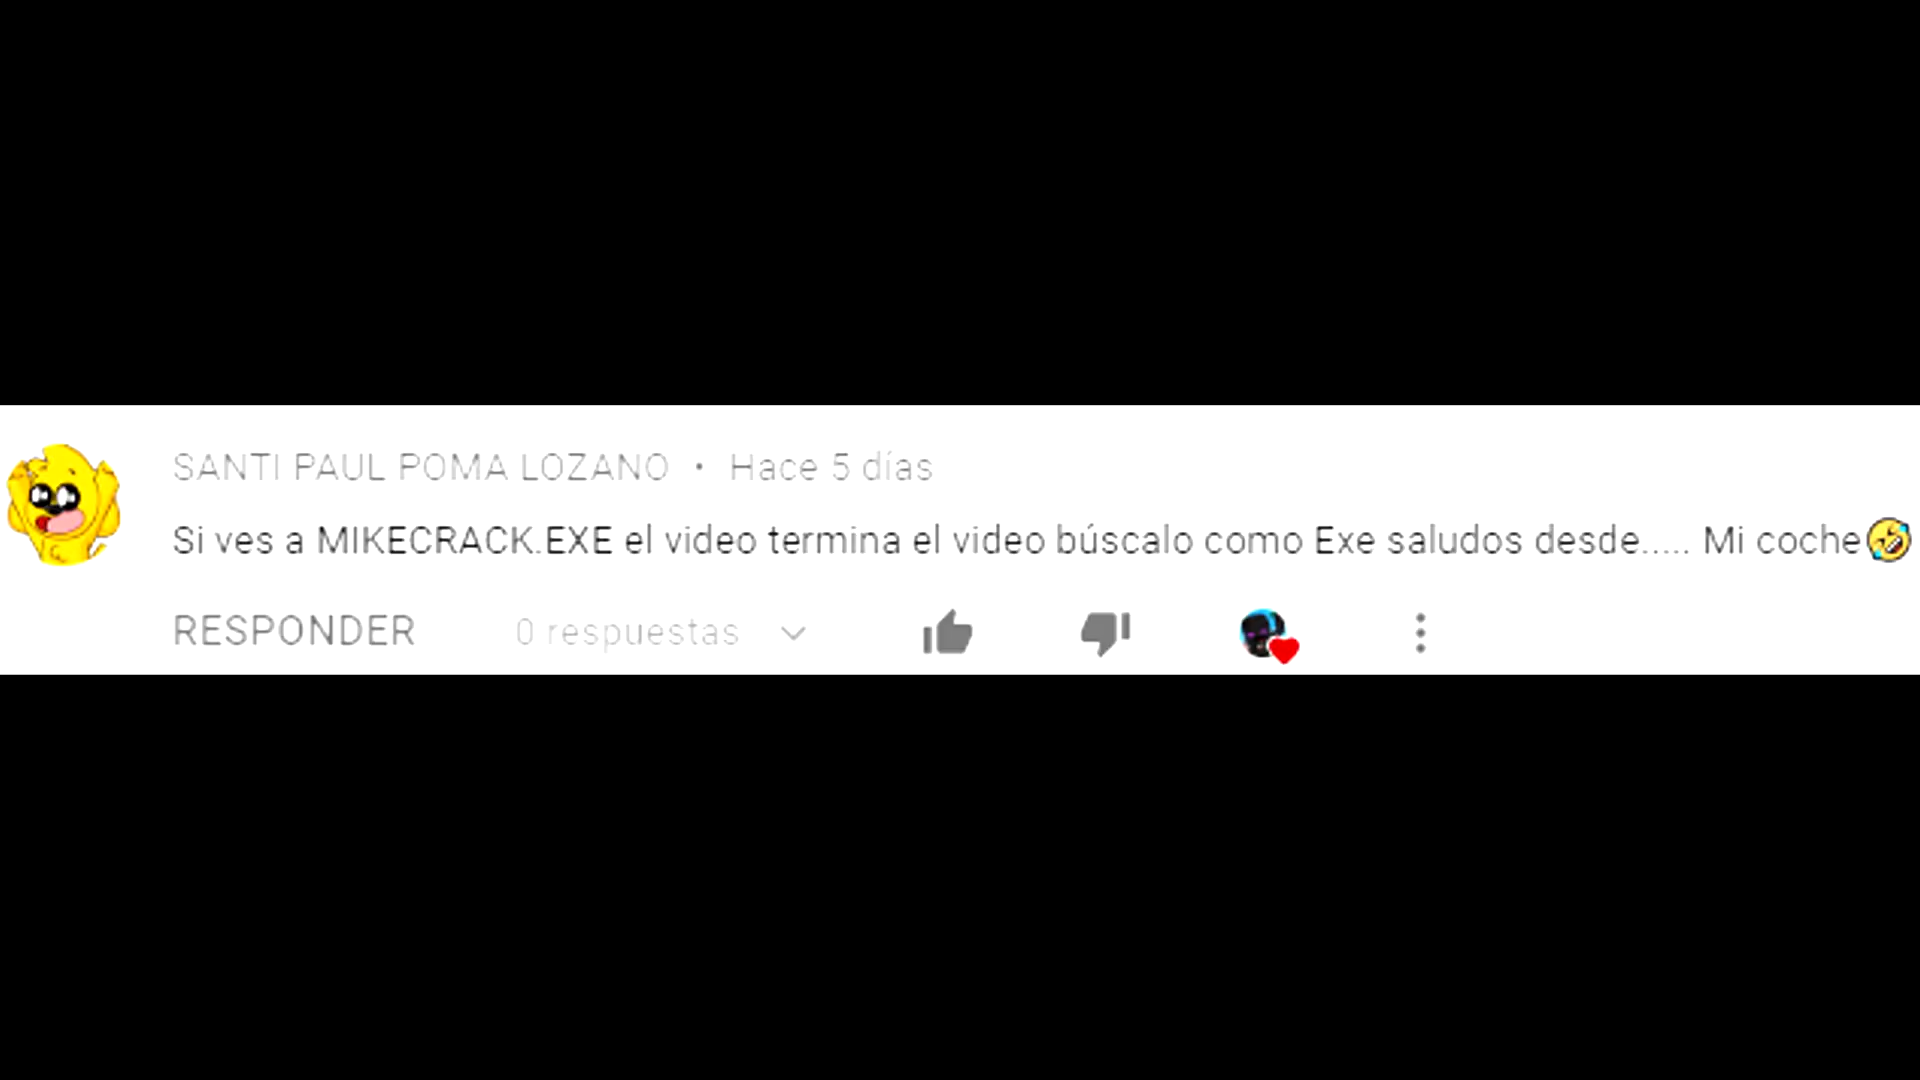 SANTI PAUL POMA LOZANO • Hace 5 días
Si ves a MIKECRACK.EXE el video termina el video búscalo como Exe saludos desde..... Mi coche🤣
RESPONDER 0 respuestas